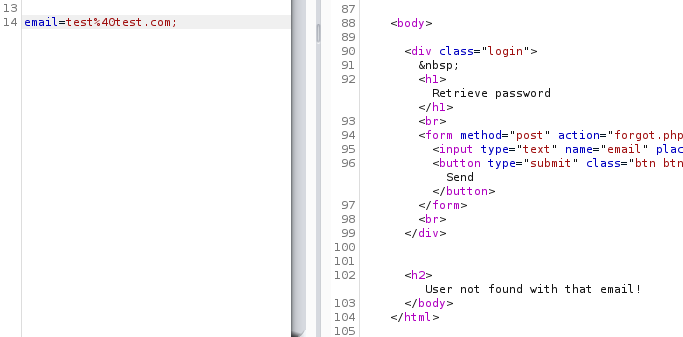 13
14 email=test%40test.com;
87
88 <body>
89
90 <div class="login">
91 &nbsp;
92 <h1>
Retrieve password
</h1>
93 <br>
94 <form method="post" action="forgot.php
95 <input type="text" name="email" plac
96 <button type="submit" class="btn btn
Send
</button>
97 </form>
98 <br>
99 </div>
100
101
102 <h2>
User not found with that email!
103 </body>
104 </html>
105